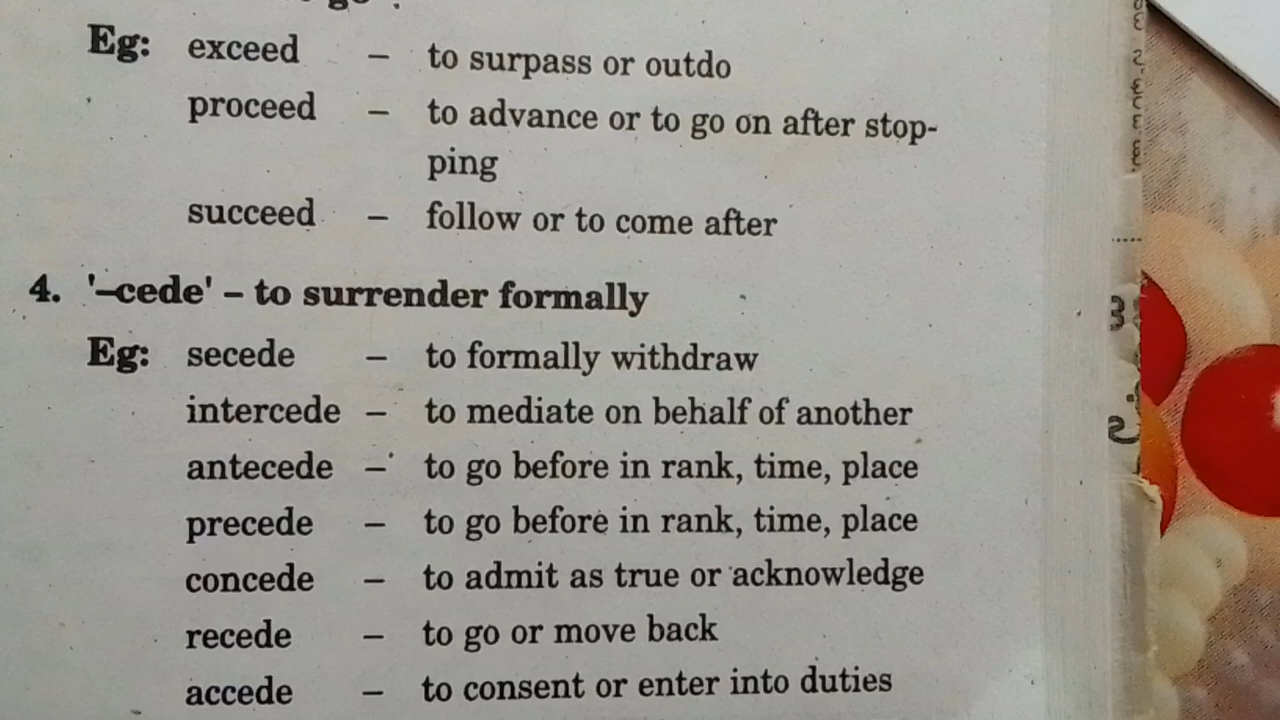 Eg: exceed – to surpass or outdo
proceed – to advance or to go on after stop-
ping
succeed – follow or to come after
4. '–cede' – to surrender formally
Eg: secede – to formally withdraw
intercede – to mediate on behalf of another
antecede – to go before in rank, time, place
precede – to go before in rank, time, place
concede – to admit as true or acknowledge
recede – to go or move back
accede – to consent or enter into duties